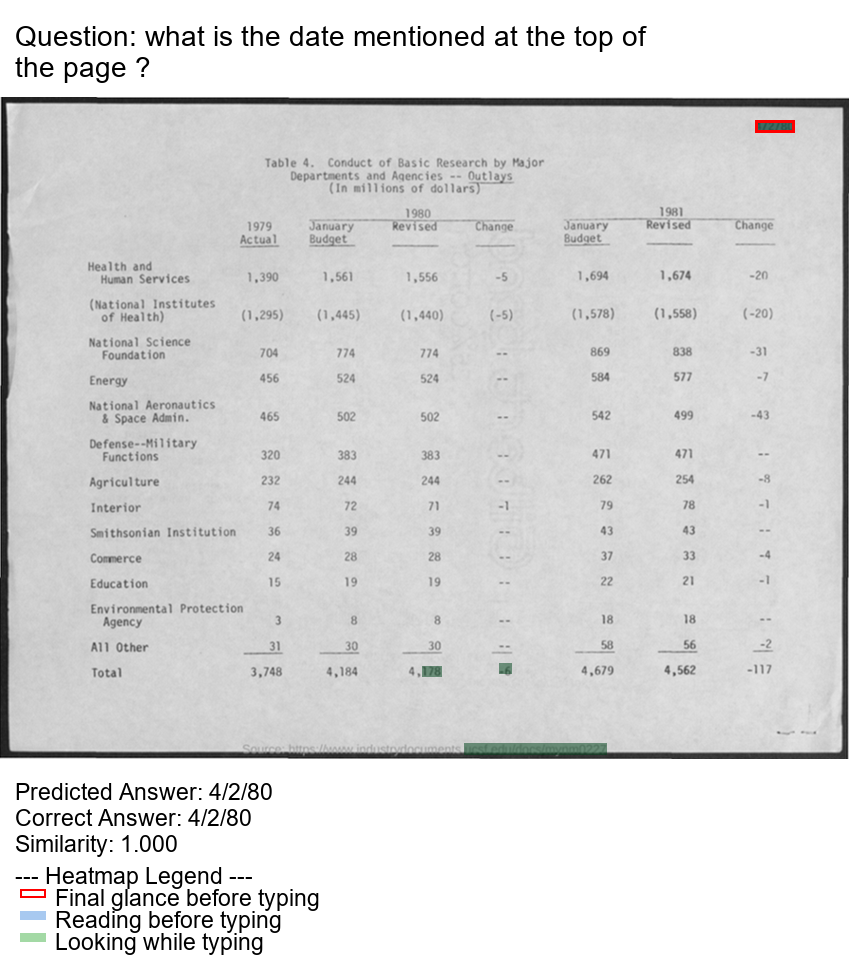 Question: what is the date mentioned at the top of
the page ?
Table 4. Conduct of Basic Research by Major
Departments and Agencies -- Outlays
(In millions of dollars)
1980 1981
1979 January Revised Change January Revised Change
Actual Budget Budget
Health and
Human Services 1,390 1,561 1,556 -5 1,694 1,674 -20
(National Institutes
of Health) (1,295) (1,445) (1,440) (-5) (1,578) (1,558) (-20)
National Science
Foundation 704 774 774 -- 869 838 -31
Energy 456 524 524 -- 584 577 -7
National Aeronautics
& Space Admin. 465 502 502 -- 542 499 -43
Defense--Military
Functions 320 383 383 -- 471 471 --
Agriculture 232 244 244 -- 262 254 -8
Interior 74 72 71 -1 79 78 -1
Smithsonian Institution 36 39 39 -- 43 43 --
Commerce 24 28 28 -- 37 33 -4
Education 15 19 19 -- 22 21 -1
Environmental Protection
Agency 3 8 8 -- 18 18 --
All Other 31 30 30 -- 58 56 -2
Total 3,748 4,184 4,178 -6 4,679 4,562 -117
Predicted Answer: 4/2/80
Correct Answer: 4/2/80
Similarity: 1.000
--- Heatmap Legend ---
Final glance before typing
Reading before typing
Looking while typing